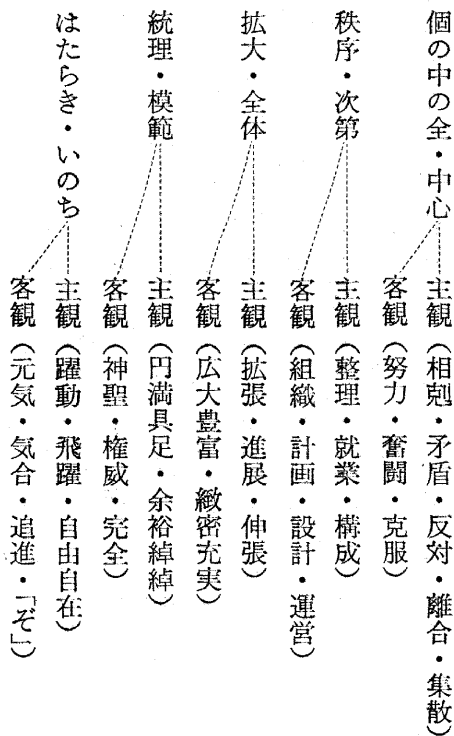 個の中の全・中心
主観（相剋・矛盾・反対・離合・集散）
客観（努力・奮闘・克服）
秩序・次第
主観（整理・就業・構成）
客観（組織・計画・設計・運営）
拡大・全体
主観（拡張・進展・伸張）
客観（広大豊富・緻密充実）
統理・模範
主観（円満具足・余裕綽綽）
客観（神聖・権威・完全）
はたらき・いのち
主観（躍動・飛躍・自由自在）
客観（元気・気合・追進・「ぞ」）